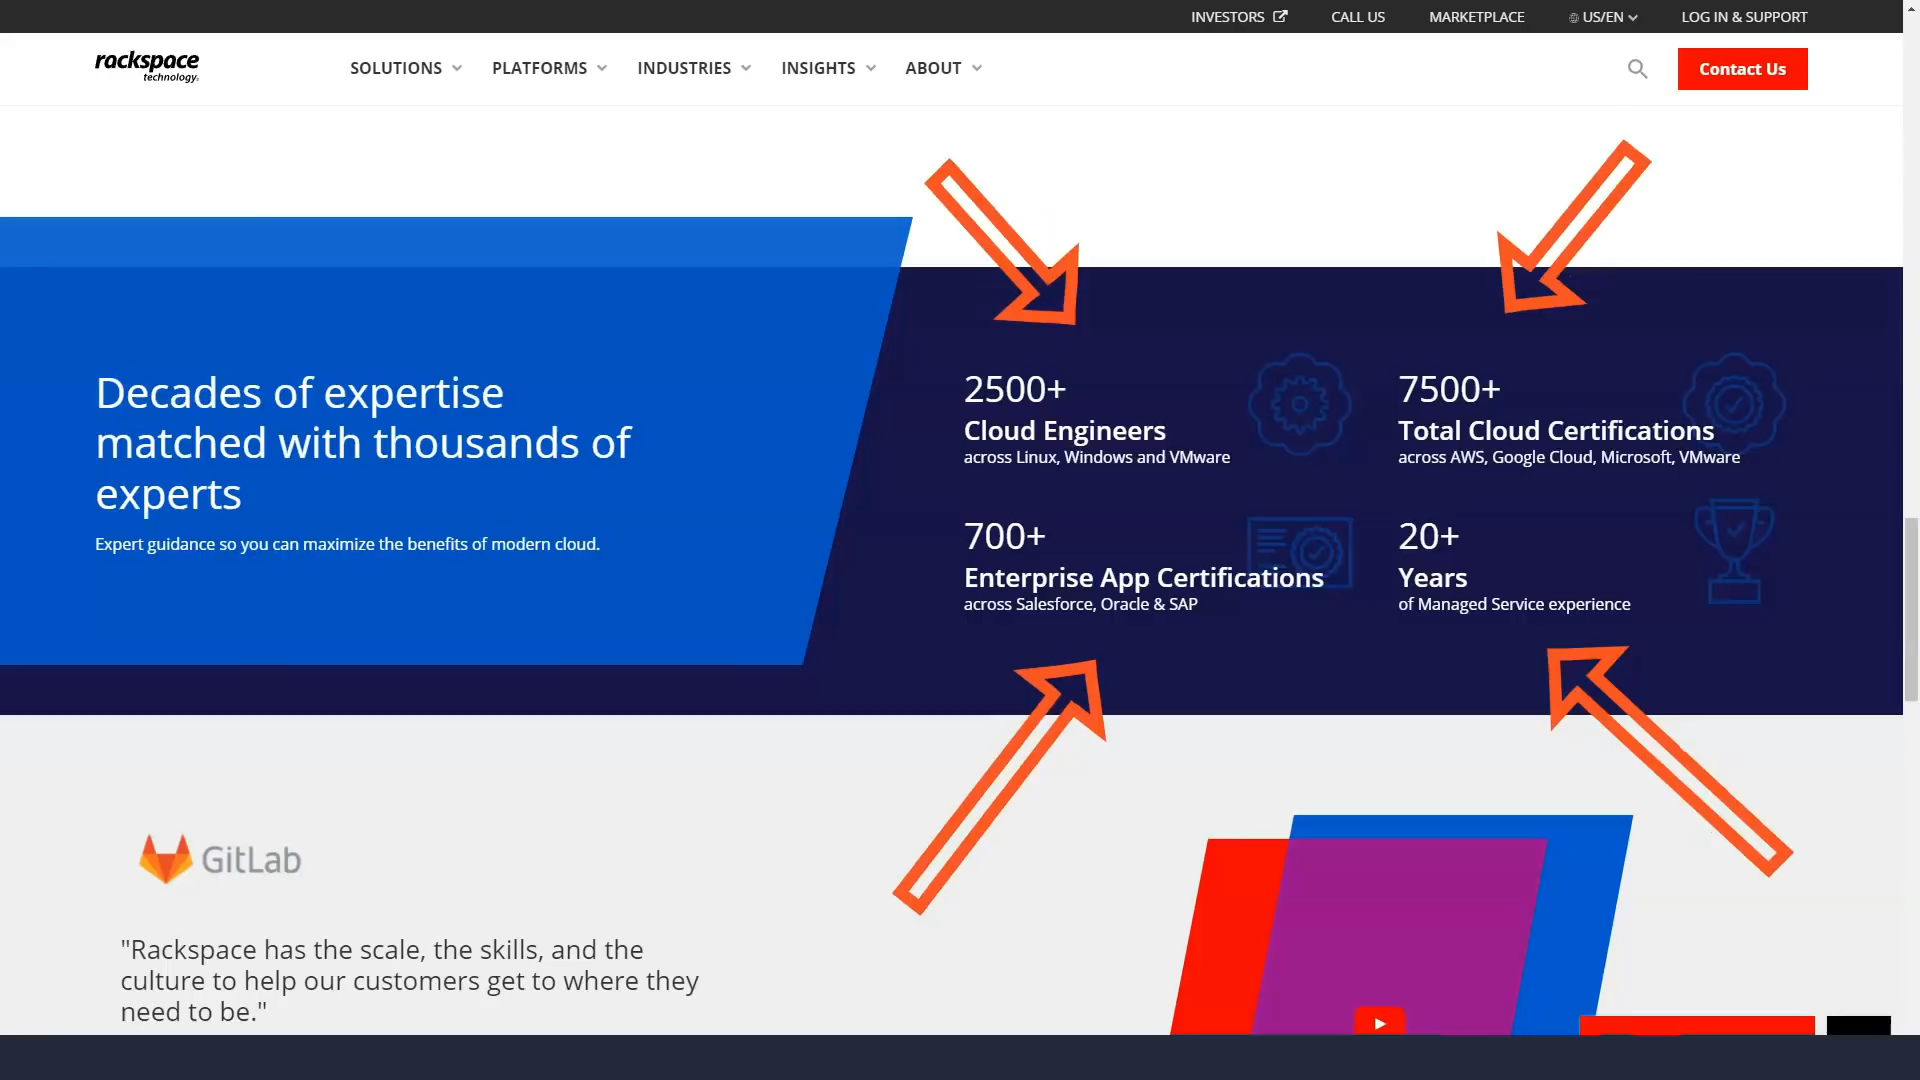 INVESTORS CALL US MARKETPLACE US/EN LOG IN & SUPPORT
rackspace
technology.
SOLUTIONS PLATFORMS INDUSTRIES INSIGHTS ABOUT
Contact Us
Decades of expertise
matched with thousands of
experts
Expert guidance so you can maximize the benefits of modern cloud.
2500+
Cloud Engineers
across Linux, Windows and VMware
7500+
Total Cloud Certifications
across AWS, Google Cloud, Microsoft, VMware
700+
Enterprise App Certifications
across Salesforce, Oracle & SAP
20+
Years
of Managed Service experience
GitLab
"Rackspace has the scale, the skills, and the
culture to help our customers get to where they
need to be."